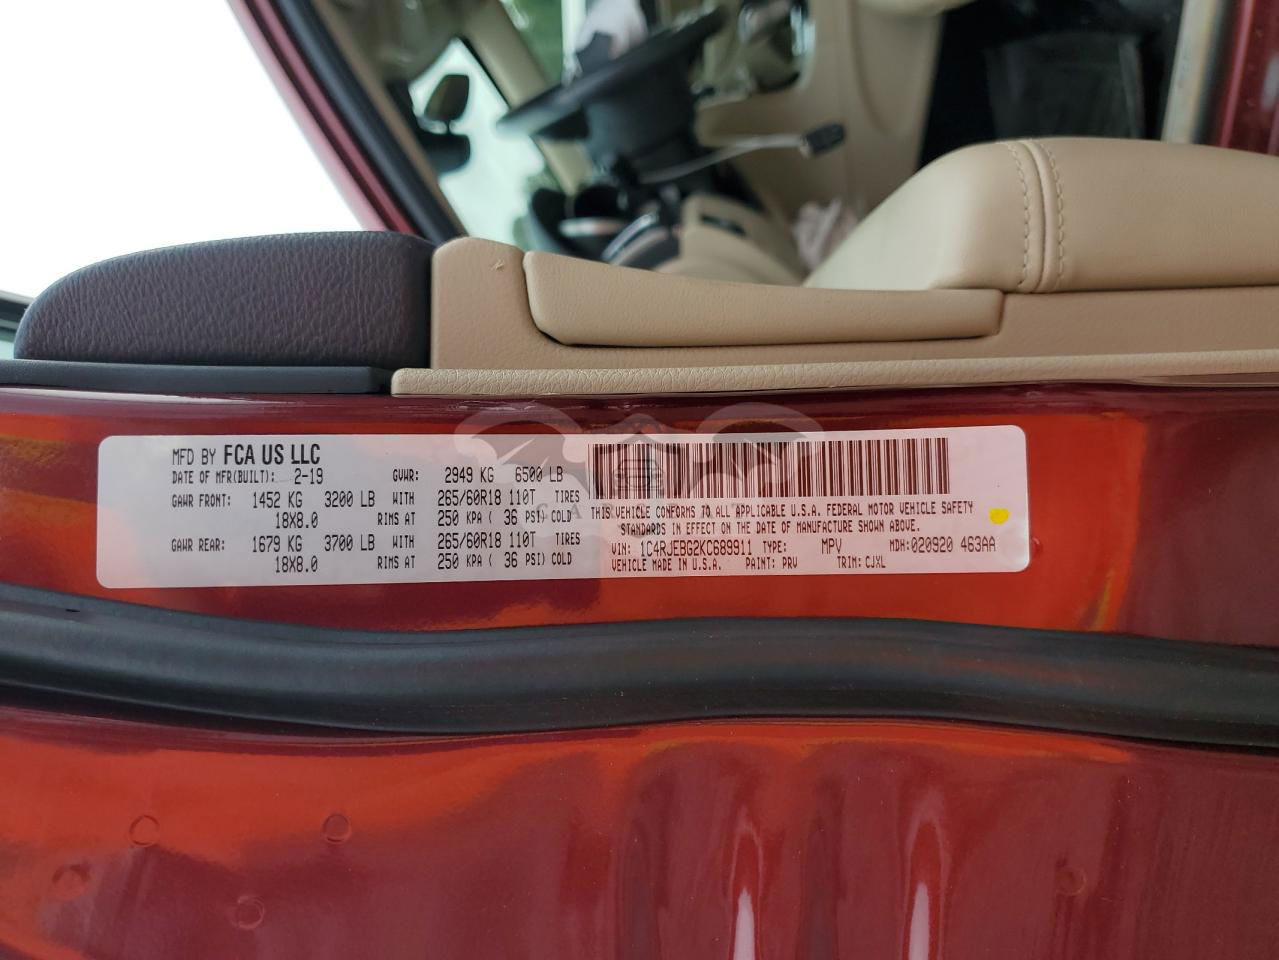 MFD BY FCA US LLC
DATE OF MFR(BUILT): 2-19 GVWR: 2949 KG 6500 LB
GAWR FRONT: 1452 KG 3200 LB WITH 265/60R18 110T TIRES
18X8.0 RIMS AT 250 KPA ( 36 PSI) COLD
GAWR REAR: 1679 KG 3700 LB WITH 265/60R18 110T TIRES
18X8.0 RIMS AT 250 KPA ( 36 PSI) COLD
THIS VEHICLE CONFORMS TO ALL APPLICABLE U.S.A. FEDERAL MOTOR VEHICLE SAFETY
STANDARDS IN EFFECT ON THE DATE OF MANUFACTURE SHOWN ABOVE.
VIN: 1C4RJEBG2KC689911 TYPE: MPV MDH:020920 463AA
VEHICLE MADE IN U.S.A. PAINT: PRV TRIM: CJXL